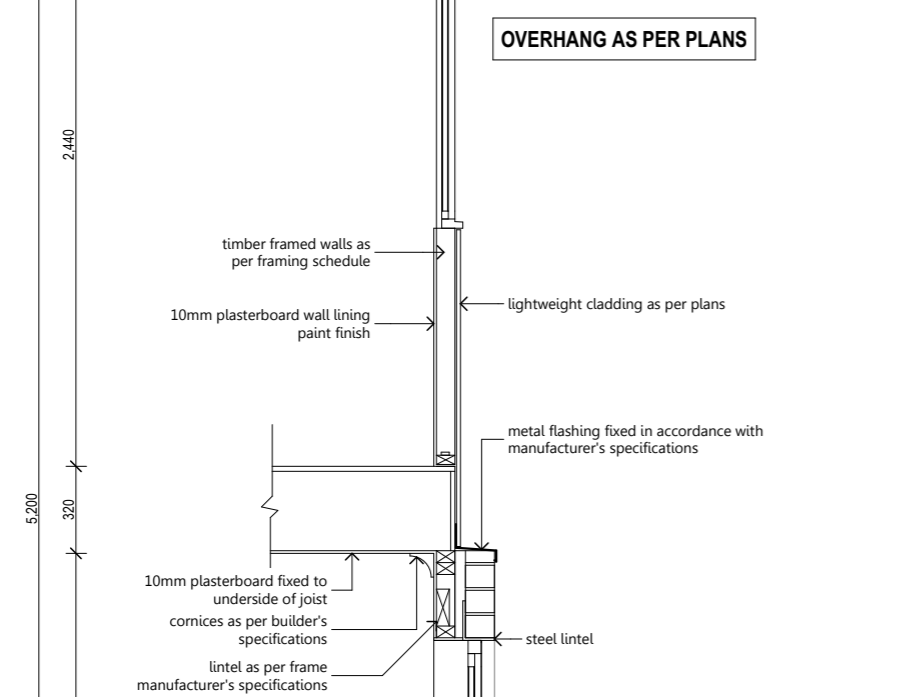 OVERHANG AS PER PLANS
2,440
timber framed walls as
per framing schedule
10mm plasterboard wall lining
paint finish
lightweight cladding as per plans
metal flashing fixed in accordance with
manufacturer's specifications
5,200
320
10mm plasterboard fixed to
underside of joist
cornices as per builder's
specifications
steel lintel
lintel as per frame
manufacturer's specifications